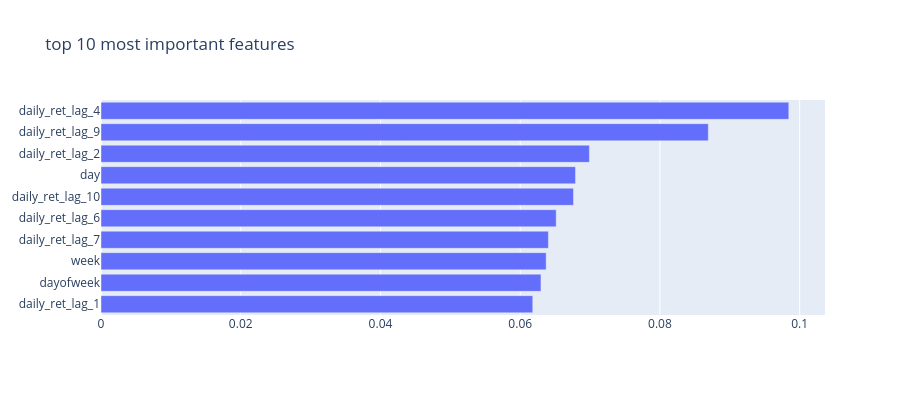 top 10 most important features
daily_ret_lag_4
daily_ret_lag_9
daily_ret_lag_2
day
daily_ret_lag_10
daily_ret_lag_6
daily_ret_lag_7
week
dayofweek
daily_ret_lag_1
0 0.02 0.04 0.06 0.08 0.1